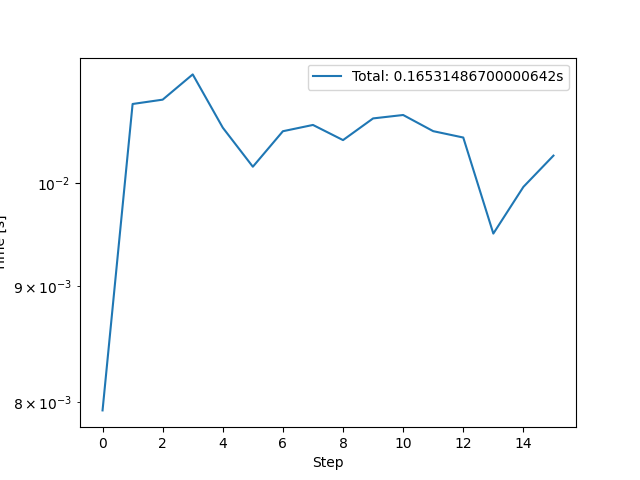 Total: 0.16531486700000642s
10⁻²
9 × 10⁻³
8 × 10⁻³
0 2 4 6 8 10 12 14
Step